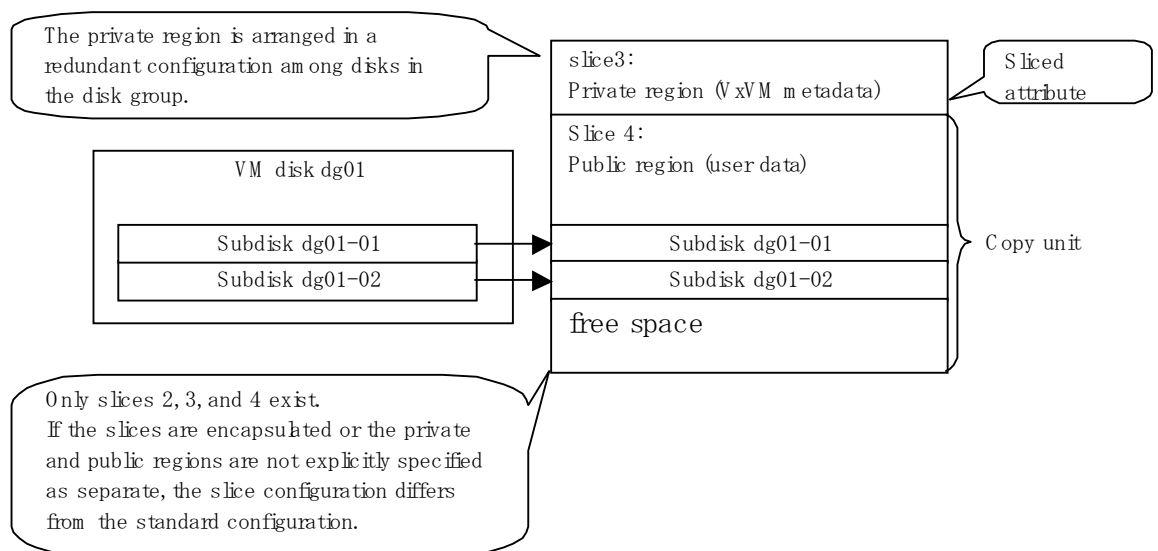 The private region is arranged in a
redundant configuration among disks in
the disk group.
slice3:
Private region (VxVM metadata)
Sliced
attribute
Slice 4:
Public region (user data)
VM disk dg01
Subdisk dg01-01
Subdisk dg01-02
Subdisk dg01-01
Subdisk dg01-02
free space
Copy unit
Only slices 2, 3, and 4 exist.
If the slices are encapsulated or the private
and public regions are not explicitly specified
as separate, the slice configuration differs
from the standard configuration.